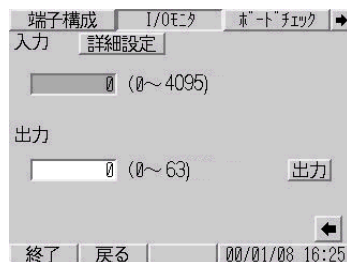 端子構成 I/Oﾓﾆﾀ ﾎﾞｰﾄﾞﾁｪｯｸ
入力 詳細設定
0 (0～4095)
出力
0 (0～63) 出力
終了 戻る 00/01/08 16:25